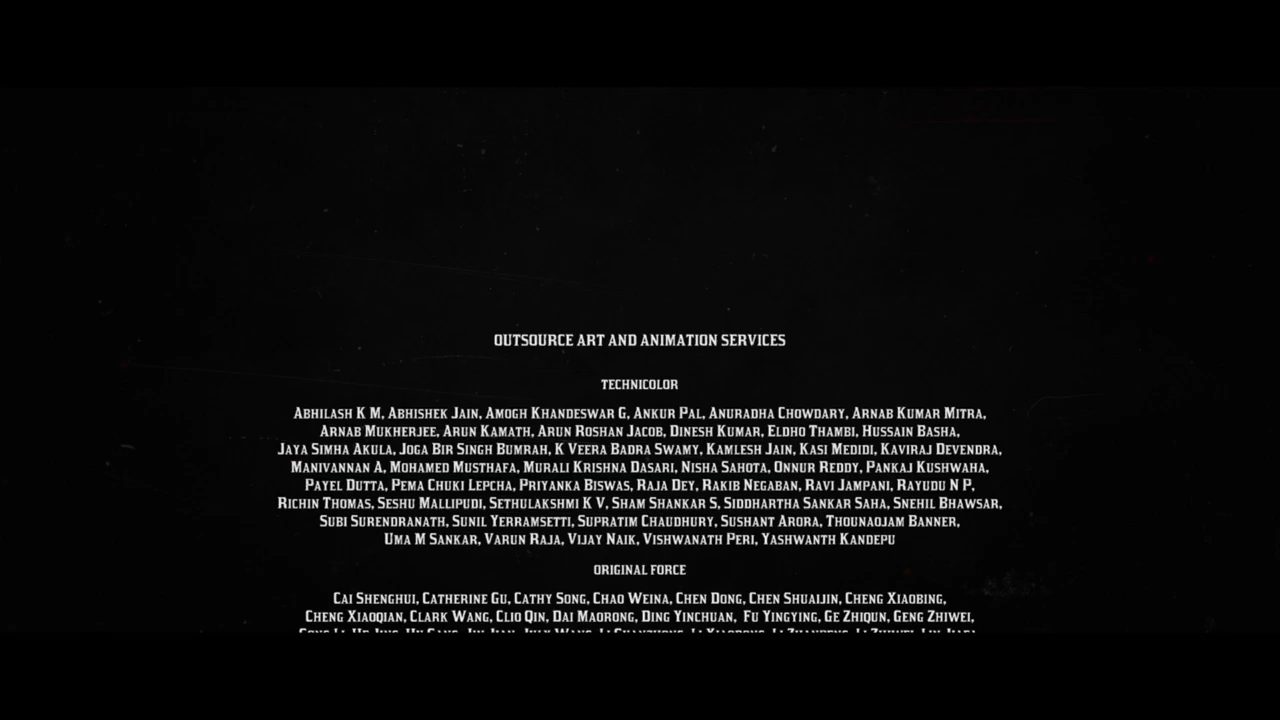 OUTSOURCE ART AND ANIMATION SERVICES
TECHNICOLOR
ABHILASH K M, ABHISHEK JAIN, AMOGH KHANDESWAR G, ANKUR PAL, ANURADHA CHOWDARY, ARNAB KUMAR MITRA,
ARNAB MUKHERJEE, ARUN KAMATH, ARUN ROSHAN JACOB, DINESH KUMAR, ELDHO THAMBI, HUSSAIN BASHA,
JAYA SIMHA AKULA, JOGA BIR SINGH BUMRAH, K VEERA BADRA SWAMY, KAMLESH JAIN, KASI MEDIDI, KAVIRAJ DEVENDRA,
MANIVANNAN A, MOHAMED MUSTHAFA, MURALI KRISHNA DASARI, NISHA SAHOTA, ONNUR REDDY, PANKAJ KUSHWAHA,
PAYEL DUTTA, PEMA CHUKI LEPCHA, PRIYANKA BISWAS, RAJA DEY, RAKIB NEGABAN, RAVI JAMPANI, RAYUDU N P,
RICHIN THOMAS, SESHU MALLIPUDI, SETHULAKSHMI K V, SHAM SHANKAR S, SIDDHARTHA SANKAR SAHA, SNEHIL BHAWSAR,
SUBI SURENDRANATH, SUNIL YERRAMSETTI, SUPRATIM CHAUDHURY, SUSHANT ARORA, THOUNAOJAM BANNER,
UMA M SANKAR, VARUN RAJA, VIJAY NAIK, VISHWANATH PERI, YASHWANTH KANDEPU
ORIGINAL FORCE
CAI SHENGHUI, CATHERINE GU, CATHY SONG, CHAO WEINA, CHEN DONG, CHEN SHUAIJIN, CHENG XIAOBING,
CHENG XIAOQIAN, CLARK WANG, CLIO QIN, DAI MAORONG, DING YINCHUAN, FU YINGYING, GE ZHIQUN, GENG ZHIWEI,